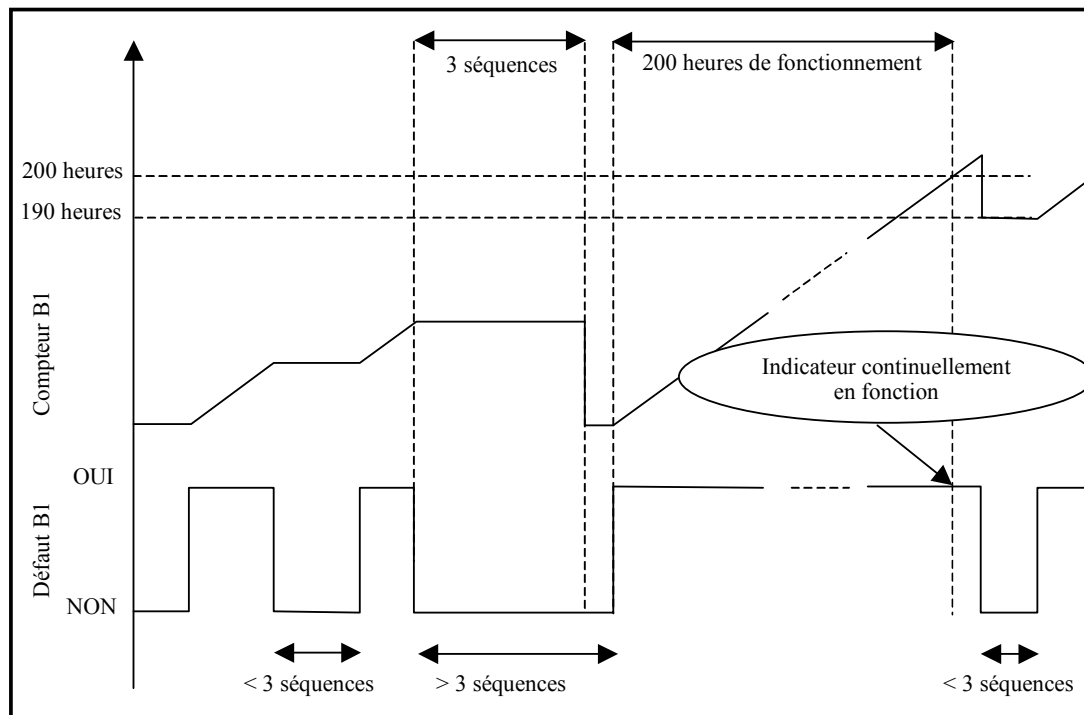 3 séquences
200 heures de fonctionnement
200 heures
190 heures
Compteur B1
Indicateur continuellement
en fonction
OUI
Défaut B1
NON
< 3 séquences
> 3 séquences
< 3 séquences